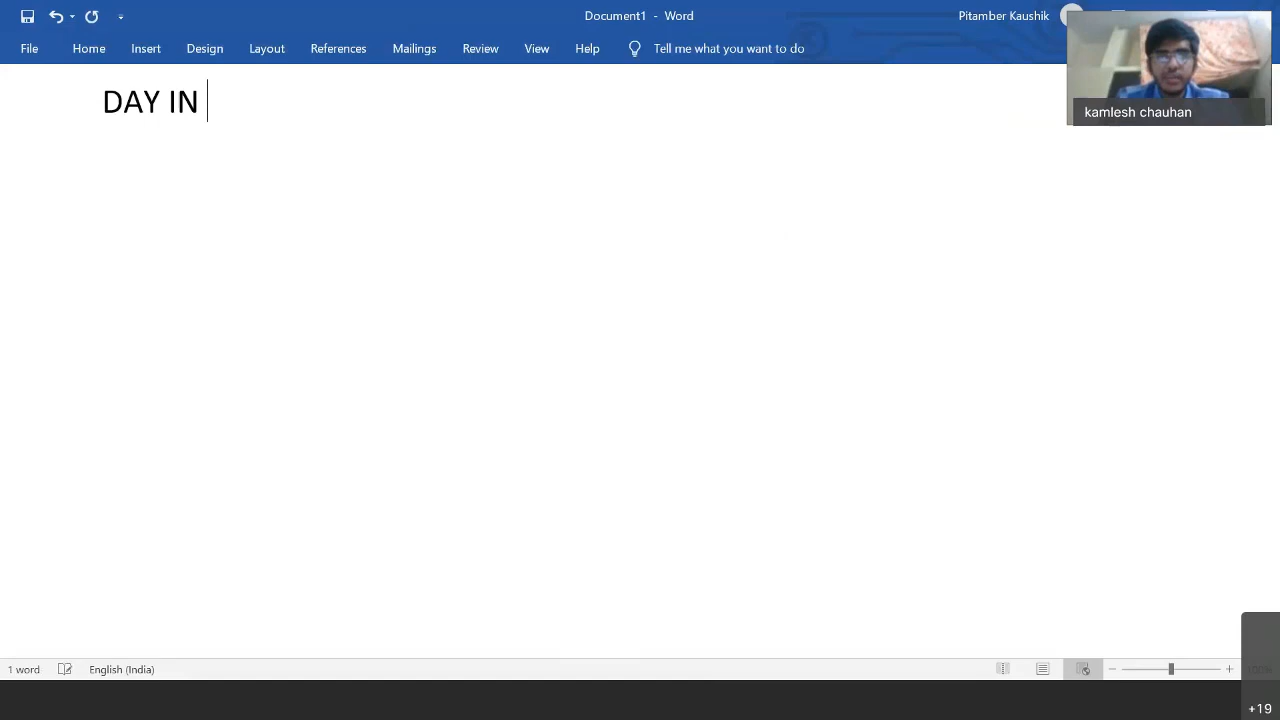 Document1 - Word
Pitamber Kaushik
File Home Insert Design Layout References Mailings Review View Help Tell me what you want to do
kamlesh chauhan
DAY IN
1 word English (India)
+19